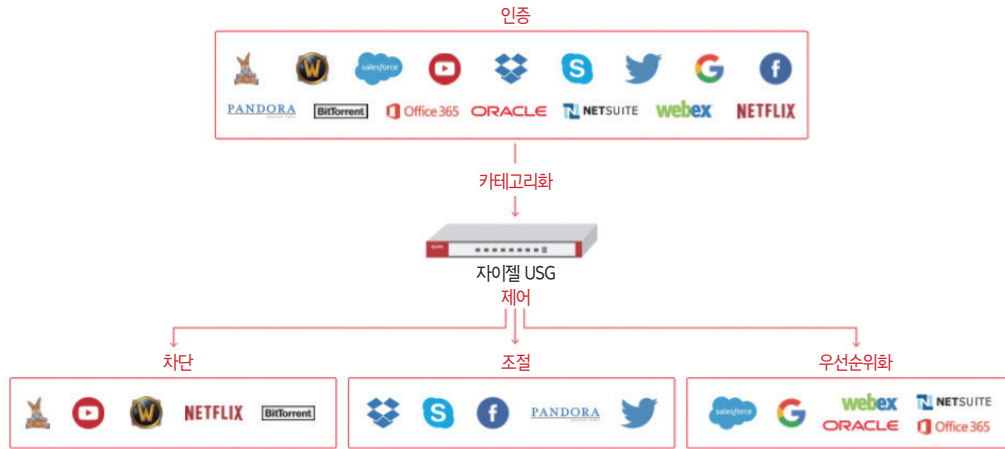 인증
salesforce
PANDORA BitTorrent Office 365 ORACLE NETSUITE webex NETFLIX
카테고리화
자이젤 USG
제어
차단 조절 우선순위화
NETFLIX BitTorrent
PANDORA
salesforce webex NETSUITE
ORACLE Office 365